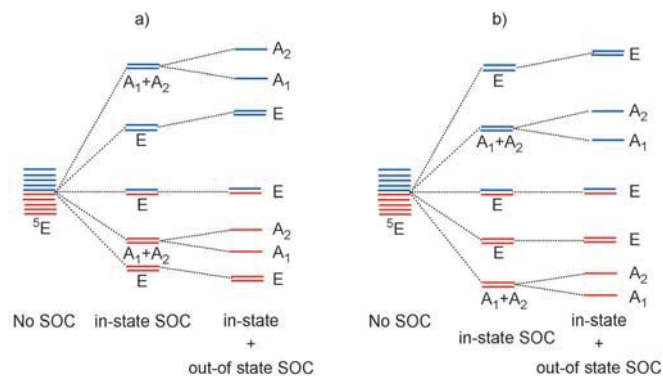 a)
A₂
A₁+A₂
A₁
E
E
E
E
⁵E
A₂
A₁+A₂
A₁
E
E
No SOC
in-state SOC
in-state
+
out-of state SOC
b)
E
E
A₂
A₁+A₂
A₁
E
E
⁵E
E
E
A₂
A₁+A₂
A₁
No SOC
in-state SOC
in-state
+
out-of state SOC